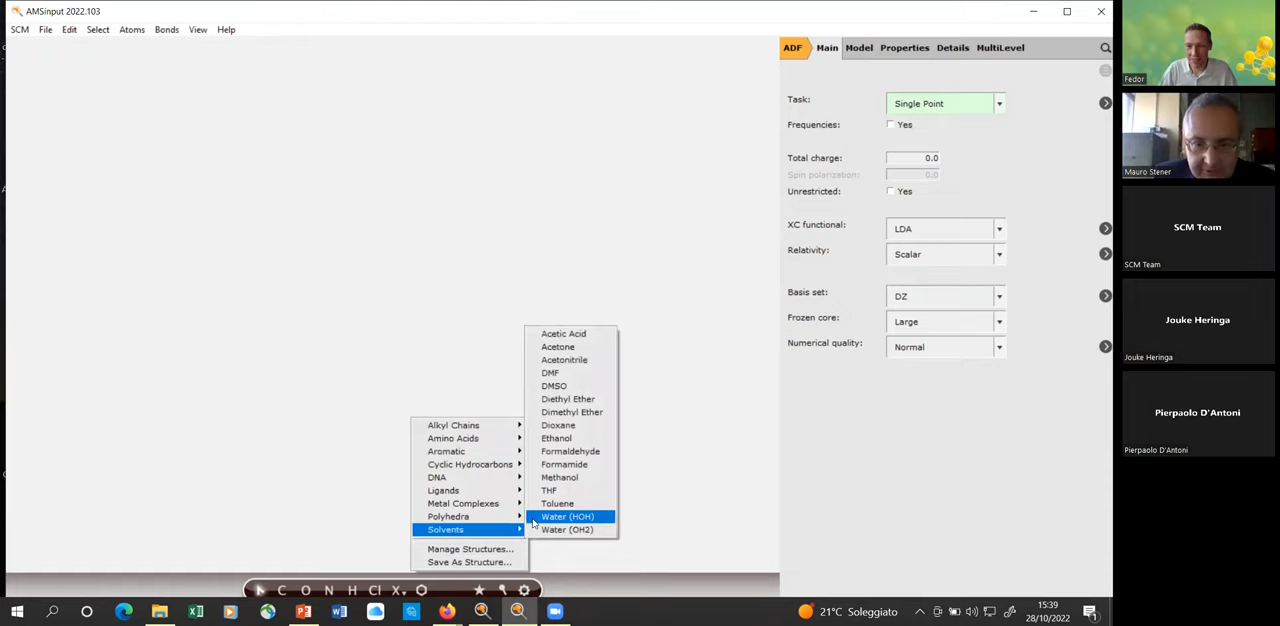 AMSinput 2022.103
SCM File Edit Select Atoms Bonds View Help
ADF Main Model Properties Details MultiLevel
Task: Single Point
Frequencies: Yes
Total charge: 0.0
Spin polarization: 0.0
Unrestricted: Yes
XC functional: LDA
Relativity: Scalar
Basis set: DZ
Frozen core: Large
Numerical quality: Normal
Alkyl Chains
Amino Acids
Aromatic
Cyclic Hydrocarbons
DNA
Ligands
Metal Complexes
Polyhedra
Solvents
Manage Structures...
Save As Structure...
Acetic Acid
Acetone
Acetonitrile
DMF
DMSO
Diethyl Ether
Dimethyl Ether
Dioxane
Ethanol
Formaldehyde
Formamide
Methanol
THF
Toluene
Water (HOH)
Water (OH2)
C O N H Cl X
Fedor
Mauro Stener
SCM Team
SCM Team
Jouke Heringa
Jouke Heringa
Pierpaolo D'Antoni
Pierpaolo D'Antoni
21°C Soleggiato
15:39
28/10/2022
1